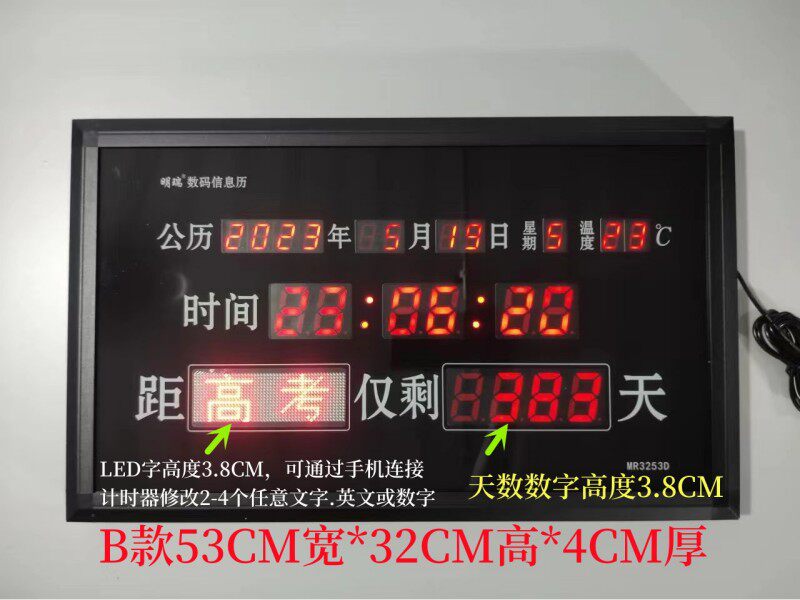 明瑞®数码信息历
公历 2023 年 5 月 19 日 星期 5 温度 23 ℃
时间 23:06:20
距 高考 仅剩 383 天
MR3253D
LED字高度3.8CM，可通过手机连接
计时器修改2-4个任意文字.英文或数字
天数数字高度3.8CM
B款53CM宽*32CM高*4CM厚